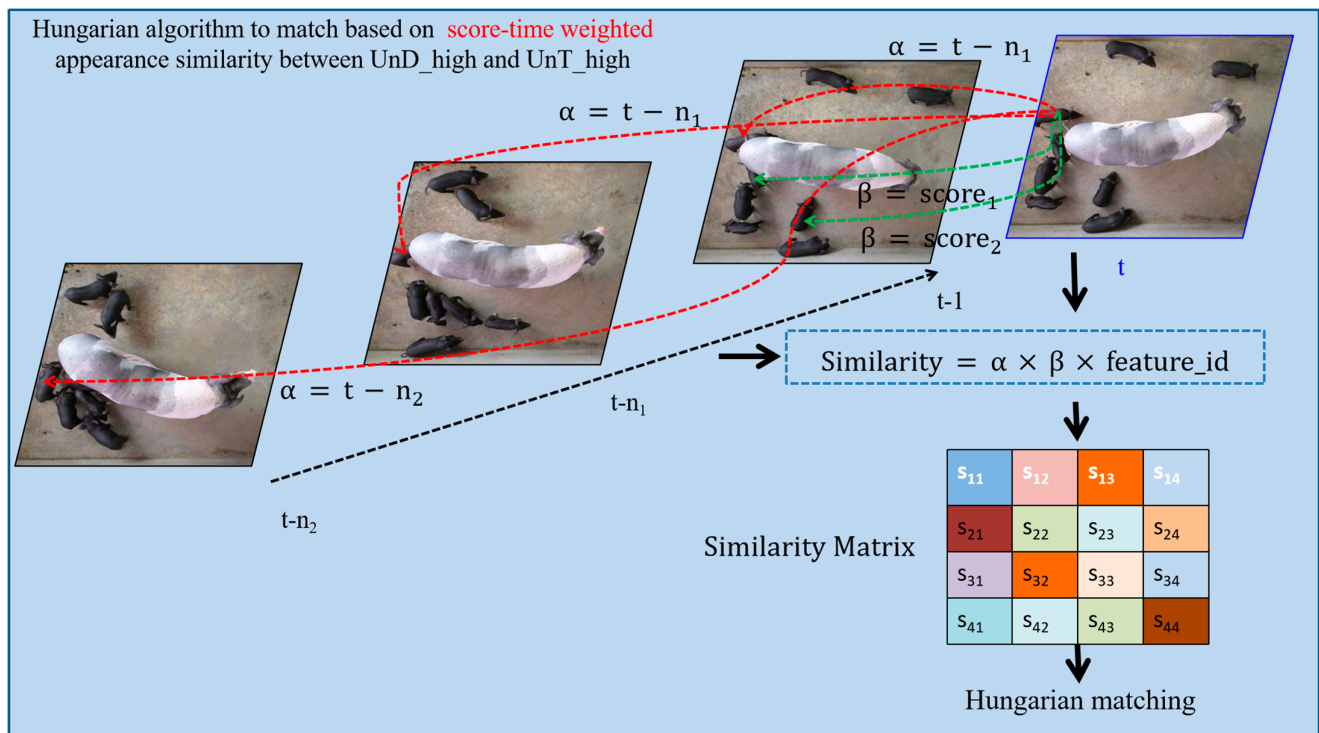 Hungarian algorithm to match based on score-time weighted
appearance similarity between UnD_high and UnT_high
α = t − n₁
α = t − n₁
β = score₁
β = score₂
t
t-1
α = t − n₂
t-n₁
t-n₂
Similarity = α × β × feature_id
Similarity Matrix
s₁₁ s₁₂ s₁₃ s₁₄
s₂₁ s₂₂ s₂₃ s₂₄
s₃₁ s₃₂ s₃₃ s₃₄
s₄₁ s₄₂ s₄₃ s₄₄
Hungarian matching